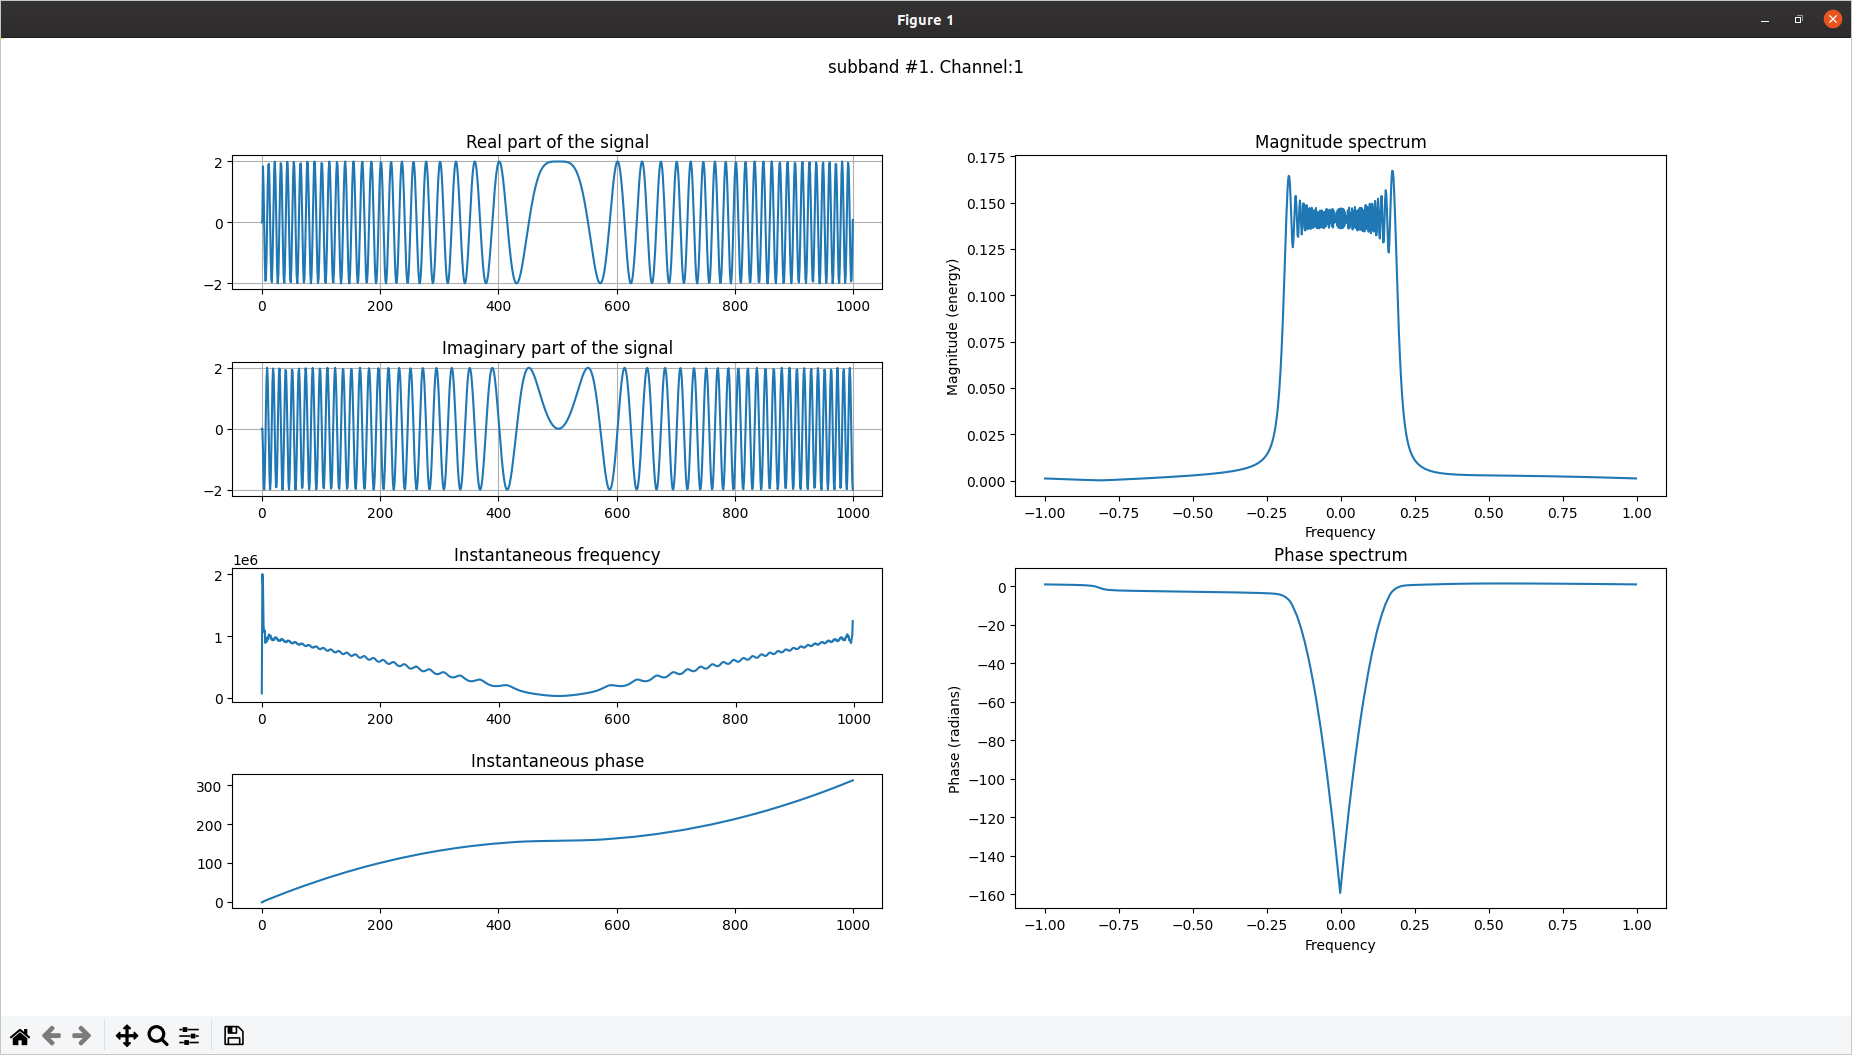 Figure 1
subband #1. Channel:1
Real part of the signal
2
0
−2
0 200 400 600 800 1000
Imaginary part of the signal
2
0
−2
0 200 400 600 800 1000
Instantaneous frequency
1e6
2
1
0
0 200 400 600 800 1000
Instantaneous phase
300
200
100
0
0 200 400 600 800 1000
Magnitude spectrum
Magnitude (energy)
0.175
0.150
0.125
0.100
0.075
0.050
0.025
0.000
−1.00 −0.75 −0.50 −0.25 0.00 0.25 0.50 0.75 1.00
Frequency
Phase spectrum
Phase (radians)
0
−20
−40
−60
−80
−100
−120
−140
−160
−1.00 −0.75 −0.50 −0.25 0.00 0.25 0.50 0.75 1.00
Frequency